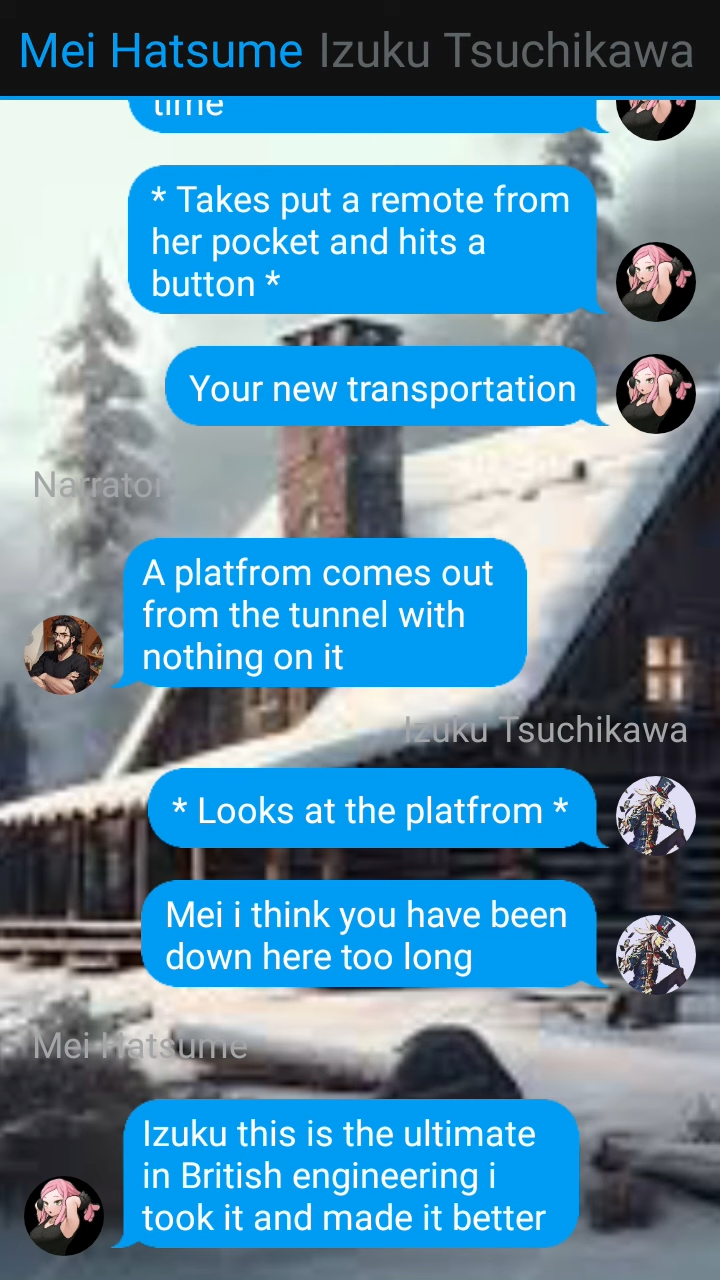 Mei Hatsume Izuku Tsuchikawa
time
* Takes put a remote from
her pocket and hits a
button *
Your new transportation
Narrator
A platfrom comes out
from the tunnel with
nothing on it
Izuku Tsuchikawa
* Looks at the platfrom *
Mei i think you have been
down here too long
Mei Hatsume
Izuku this is the ultimate
in British engineering i
took it and made it better